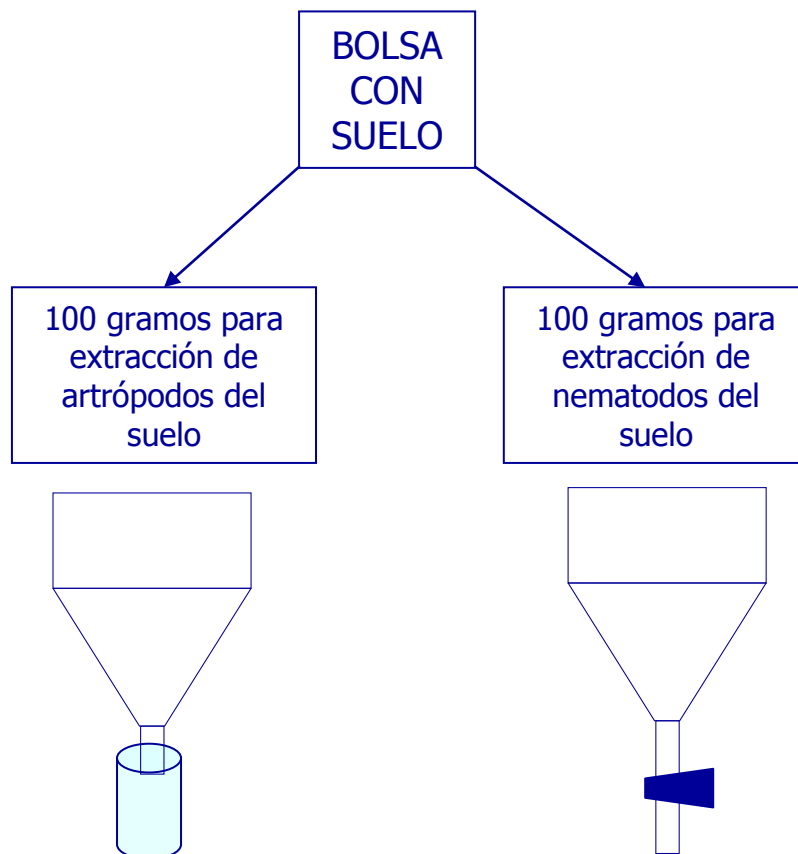 BOLSA
CON
SUELO
100 gramos para
extracción de
artrópodos del
suelo
100 gramos para
extracción de
nematodos del
suelo